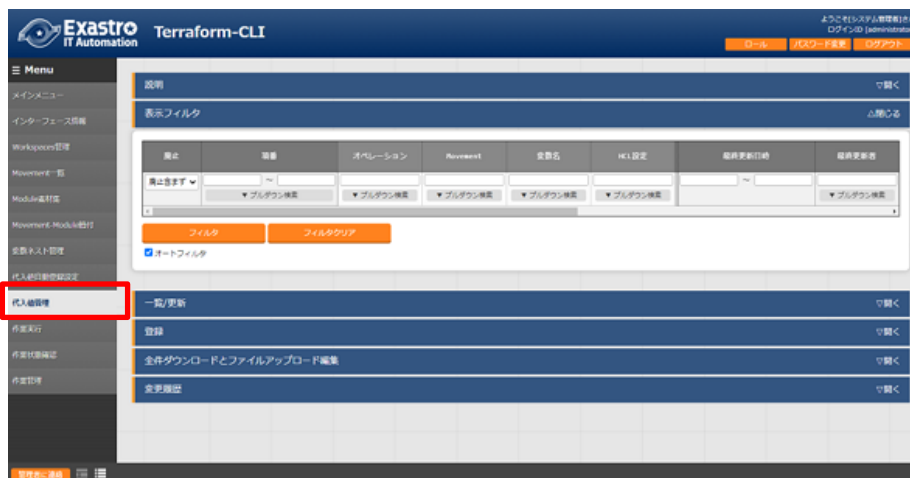 Exastro
IT Automation
Terraform-CLI
ようこそ[システム管理者]さ
ログインID [administrator
ロール
パスワード変更
ログアウト
Menu
メインメニュー
インターフェース情報
Workspaces管理
Movement一覧
Module素材集
Movement-Module紐付
変数ネスト管理
代入値自動登録設定
代入値管理
作業実行
作業状態確認
作業管理
管理者に連絡
説明
▽開く
表示フィルタ
△閉じる
廃止 項番 オペレーション Movement 変数名 HCL設定 最終更新日時 最終更新者
廃止含まず ～ ～
▼ プルダウン検索 ▼ プルダウン検索 ▼ プルダウン検索 ▼ プルダウン検索 ▼ プルダウン検索 ▼ プルダウン検索
フィルタ フィルタクリア
オートフィルタ
一覧/更新
▽開く
登録
▽開く
全件ダウンロードとファイルアップロード編集
▽開く
変更履歴
▽開く